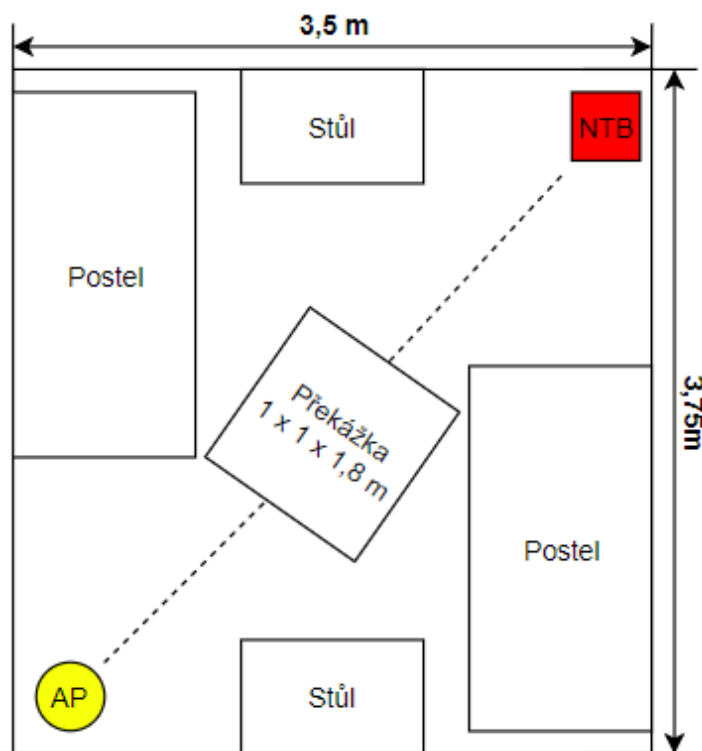 3,5 m
Stůl
NTB
Postel
Překážka
1 x 1 x 1,8 m
3,75m
Postel
AP
Stůl